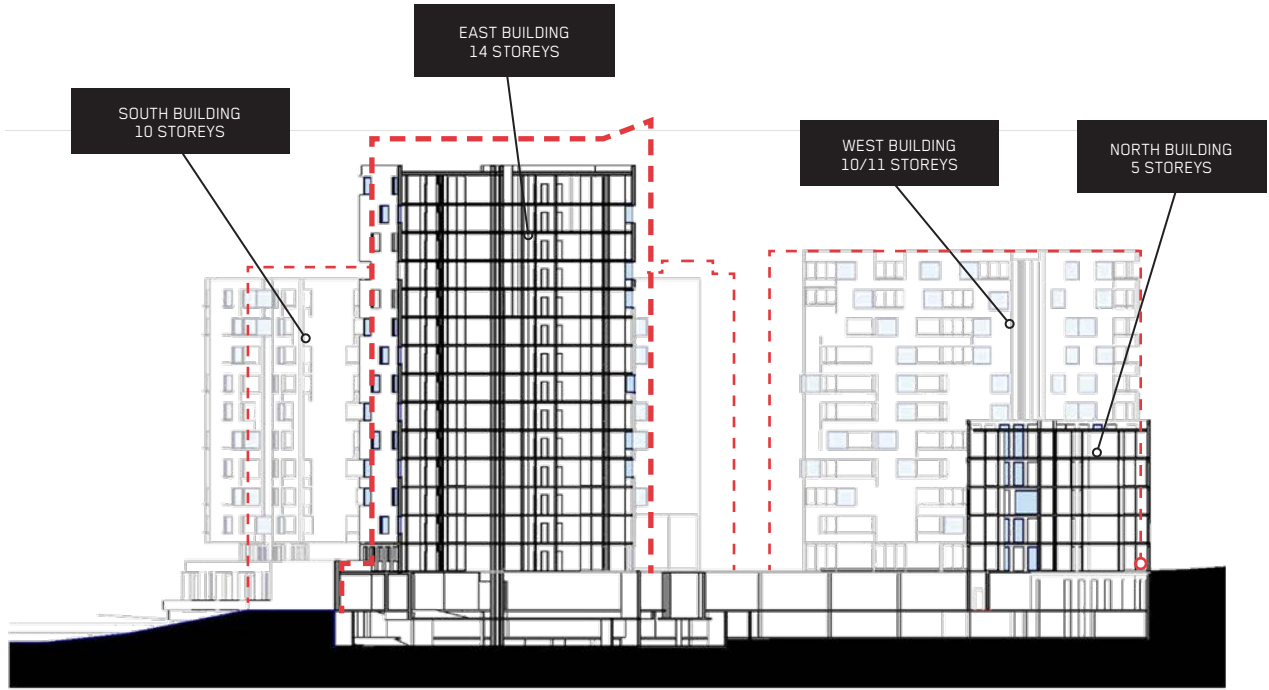 EAST BUILDING
14 STOREYS
SOUTH BUILDING
10 STOREYS
WEST BUILDING
10/11 STOREYS
NORTH BUILDING
5 STOREYS